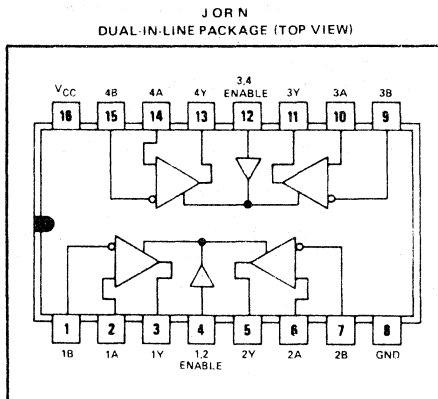 J OR N
DUAL-IN-LINE PACKAGE (TOP VIEW)
VCC 4B 4A 4Y 3,4 ENABLE 3Y 3A 3B
16 15 14 13 12 11 10 9
1 2 3 4 5 6 7 8
1B 1A 1Y 1,2 ENABLE 2Y 2A 2B GND